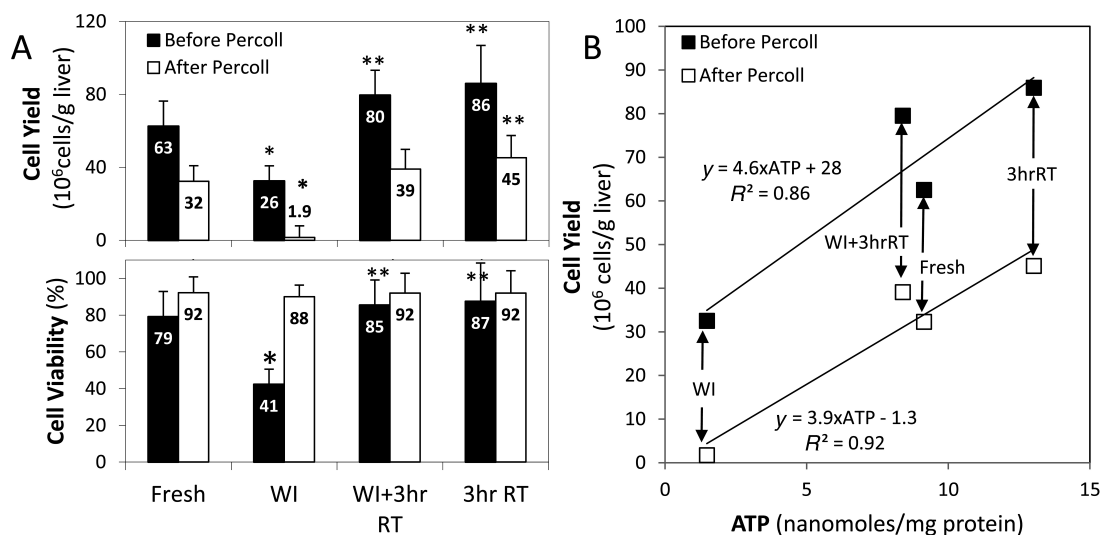 A
Cell Yield
(10⁶cells/g liver)
120
80
40
0
Before Percoll
After Percoll
63
32
*
26
*
1.9
**
80
39
**
86
**
45
Cell Viability (%)
100
80
60
40
20
0
79
92
*
41
88
**
85
92
**
87
92
Fresh
WI
WI+3hr
RT
3hr RT
B
Cell Yield
(10⁶ cells/g liver)
100
90
80
70
60
50
40
30
20
10
0
Before Percoll
After Percoll
y = 4.6xATP + 28
R² = 0.86
3hrRT
WI+3hrRT
Fresh
WI
y = 3.9xATP - 1.3
R² = 0.92
0
5
10
15
ATP (nanomoles/mg protein)